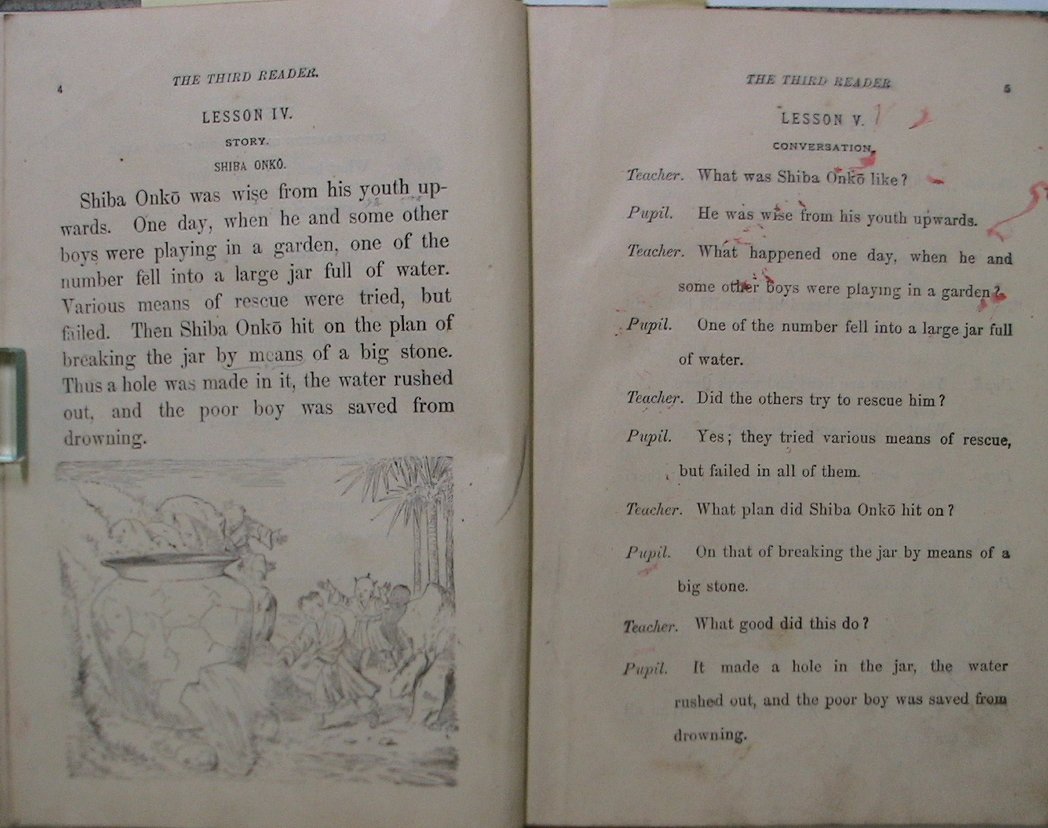 4
THE THIRD READER.
LESSON IV.
STORY.
SHIBA ONKŌ.
Shiba Onkō was wise from his youth up-
wards. One day, when he and some other
boys were playing in a garden, one of the
number fell into a large jar full of water.
Various means of rescue were tried, but
failed. Then Shiba Onkō hit on the plan of
breaking the jar by means of a big stone.
Thus a hole was made in it, the water rushed
out, and the poor boy was saved from
drowning.
THE THIRD READER
5
LESSON V.
CONVERSATION.
Teacher. What was Shiba Onkō like?
Pupil. He was wise from his youth upwards.
Teacher. What happened one day, when he and
some other boys were playing in a garden?
Pupil. One of the number fell into a large jar full
of water.
Teacher. Did the others try to rescue him?
Pupil. Yes; they tried various means of rescue,
but failed in all of them.
Teacher. What plan did Shiba Onkō hit on?
Pupil. On that of breaking the jar by means of a
big stone.
Teacher. What good did this do?
Pupil. It made a hole in the jar, the water
rushed out, and the poor boy was saved from
drowning.